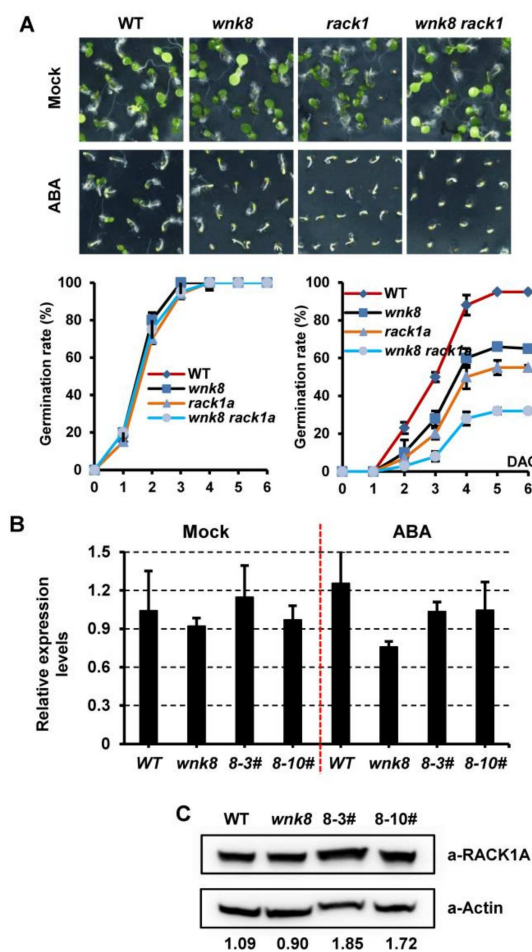 A
WT wnk8 rack1 wnk8 rack1
Mock
ABA
Germination rate (%)
100
80
60
40
20
0
0 1 2 3 4 5 6
WT
wnk8
rack1a
wnk8 rack1a
Germination rate (%)
100
80
60
40
20
0
0 1 2 3 4 5 6
WT
wnk8
rack1a
wnk8 rack1a
DAG
B
Mock ABA
Relative expression
levels
1.5
1.2
0.9
0.6
0.3
0
WT wnk8 8-3# 8-10# WT wnk8 8-3# 8-10#
C
WT wnk8 8-3# 8-10#
a-RACK1A
a-Actin
1.09 0.90 1.85 1.72